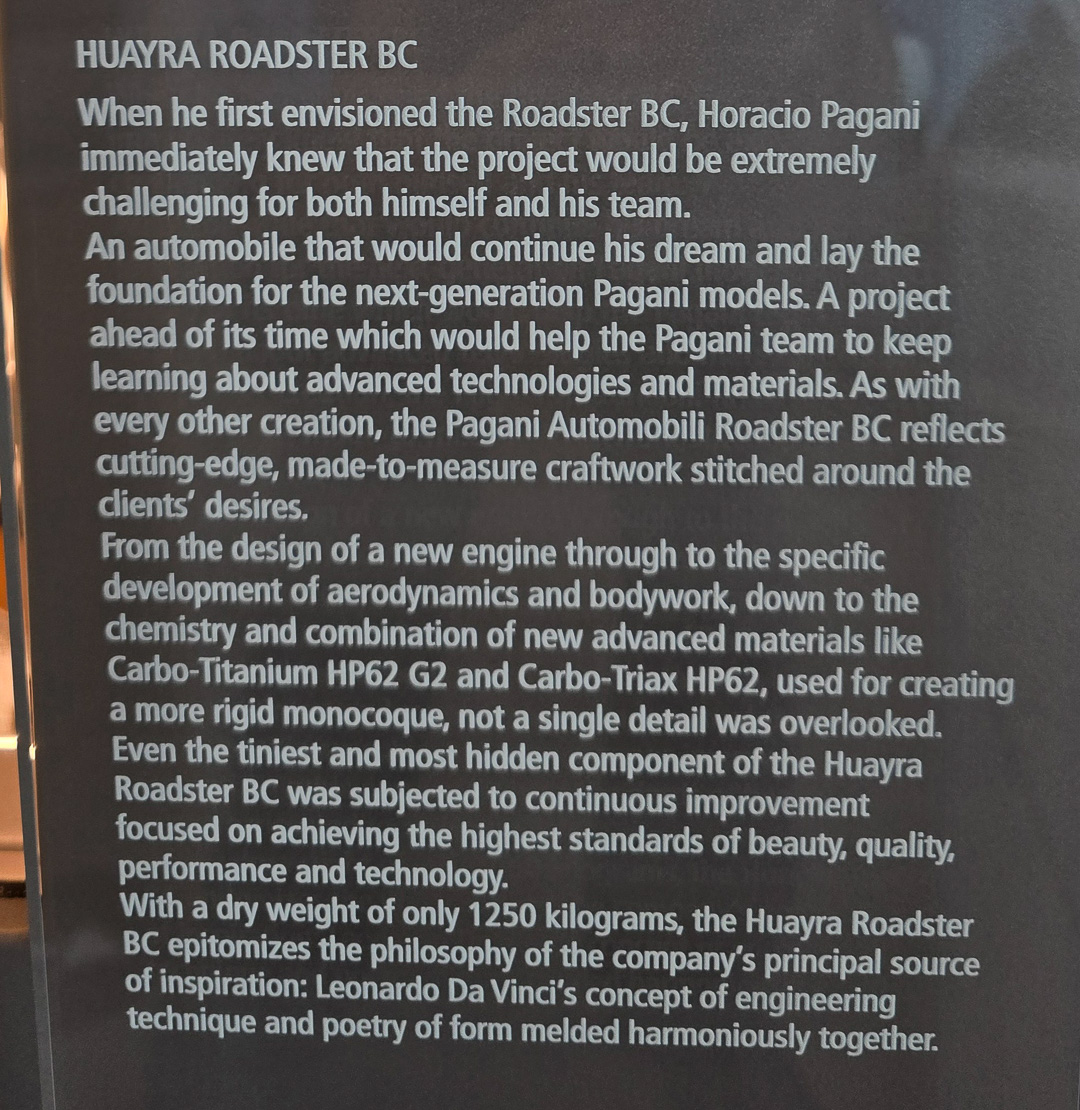 HUAYRA ROADSTER BC
When he first envisioned the Roadster BC, Horacio Pagani
immediately knew that the project would be extremely
challenging for both himself and his team.
An automobile that would continue his dream and lay the
foundation for the next-generation Pagani models. A project
ahead of its time which would help the Pagani team to keep
learning about advanced technologies and materials. As with
every other creation, the Pagani Automobili Roadster BC reflects
cutting-edge, made-to-measure craftwork stitched around the
clients' desires.
From the design of a new engine through to the specific
development of aerodynamics and bodywork, down to the
chemistry and combination of new advanced materials like
Carbo-Titanium HP62 G2 and Carbo-Triax HP62, used for creating
a more rigid monocoque, not a single detail was overlooked.
Even the tiniest and most hidden component of the Huayra
Roadster BC was subjected to continuous improvement
focused on achieving the highest standards of beauty, quality,
performance and technology.
With a dry weight of only 1250 kilograms, the Huayra Roadster
BC epitomizes the philosophy of the company's principal source
of inspiration: Leonardo Da Vinci's concept of engineering
technique and poetry of form melded harmoniously together.